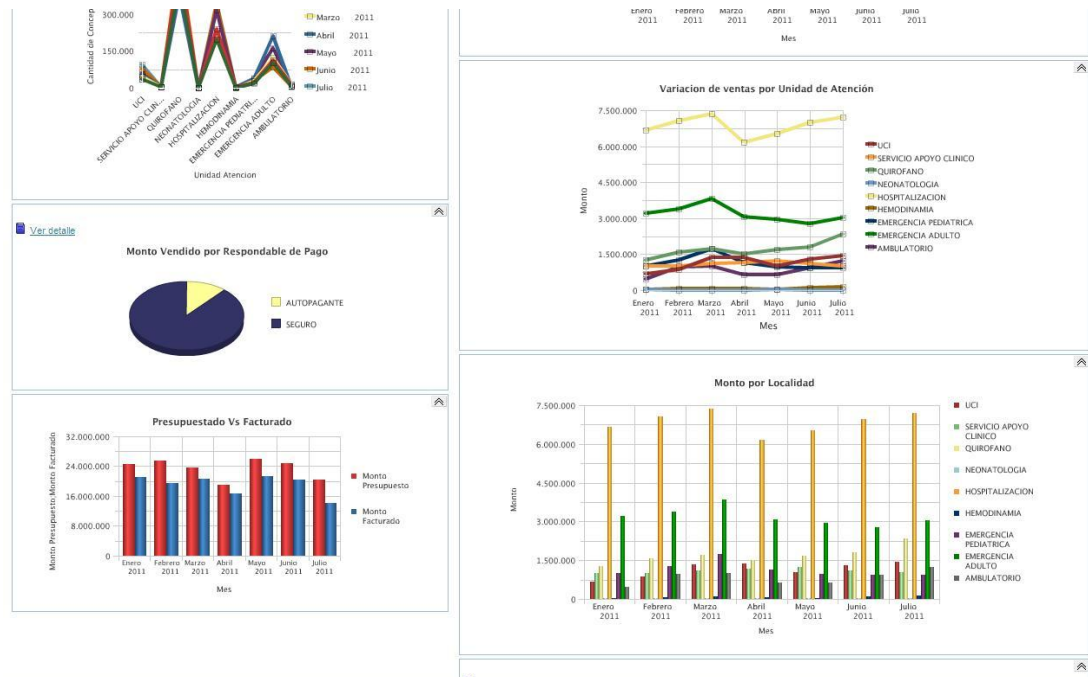 300.000
150.000
0
Cantidad de Concep
UCI
SERVICIO APOYO CLIN...
QUIROFANO
NEONATOLOGIA
HOSPITALIZACION
HEMODINAMIA
EMERGENCIA PEDIATRI...
EMERGENCIA ADULTO
AMBULATORIO
Unidad Atencion
Marzo 2011
Abril 2011
Mayo 2011
Junio 2011
Julio 2011
Ver detalle
Monto Vendido por Respondable de Pago
AUTOPAGANTE
SEGURO
Presupuestado Vs Facturado
Monto Presupuesto,Monto Facturado
32.000.000
24.000.000
16.000.000
8.000.000
0
Enero 2011
Febrero 2011
Marzo 2011
Abril 2011
Mayo 2011
Junio 2011
Julio 2011
Mes
Monto
Presupuesto
Monto
Facturado
Enero 2011
Febrero 2011
Marzo 2011
Abril 2011
Mayo 2011
Junio 2011
Julio 2011
Mes
Variacion de ventas por Unidad de Atención
Monto
7.500.000
6.000.000
4.500.000
3.000.000
1.500.000
0
Enero 2011
Febrero 2011
Marzo 2011
Abril 2011
Mayo 2011
Junio 2011
Julio 2011
Mes
UCI
SERVICIO APOYO CLINICO
QUIROFANO
NEONATOLOGIA
HOSPITALIZACION
HEMODINAMIA
EMERGENCIA PEDIATRICA
EMERGENCIA ADULTO
AMBULATORIO
Monto por Localidad
Monto
7.500.000
6.000.000
4.500.000
3.000.000
1.500.000
0
Enero 2011
Febrero 2011
Marzo 2011
Abril 2011
Mayo 2011
Junio 2011
Julio 2011
Mes
UCI
SERVICIO APOYO
CLINICO
QUIROFANO
NEONATOLOGIA
HOSPITALIZACION
HEMODINAMIA
EMERGENCIA
PEDIATRICA
EMERGENCIA
ADULTO
AMBULATORIO